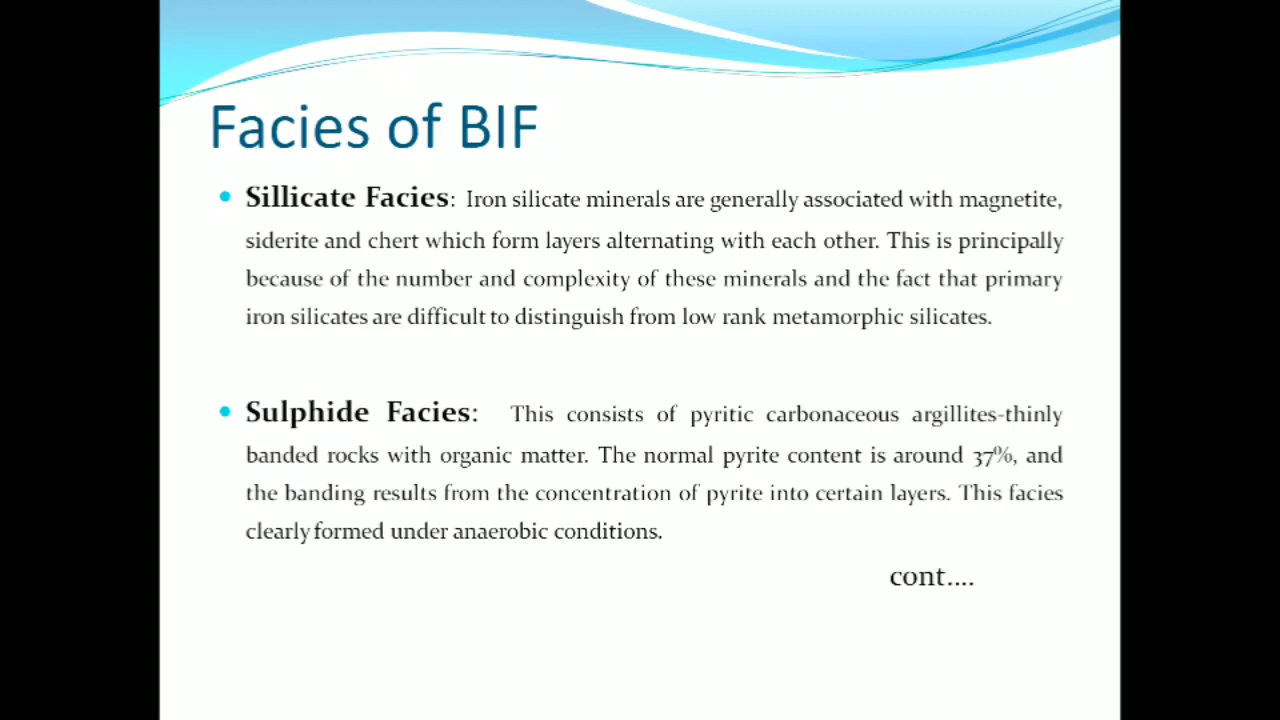 Facies of BIF
• Sillicate Facies: Iron silicate minerals are generally associated with magnetite,
siderite and chert which form layers alternating with each other. This is principally
because of the number and complexity of these minerals and the fact that primary
iron silicates are difficult to distinguish from low rank metamorphic silicates.
• Sulphide Facies: This consists of pyritic carbonaceous argillites-thinly
banded rocks with organic matter. The normal pyrite content is around 37%, and
the banding results from the concentration of pyrite into certain layers. This facies
clearly formed under anaerobic conditions.
cont....